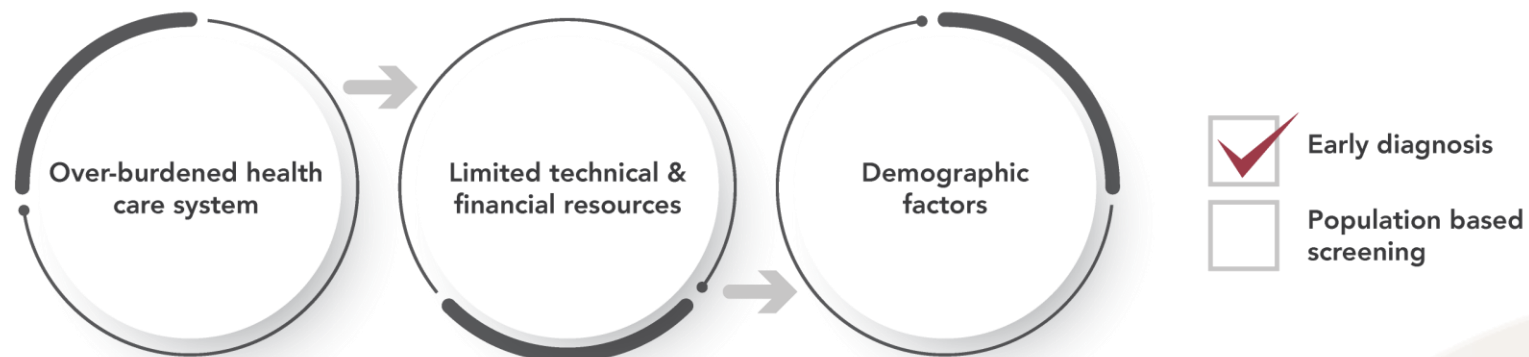 Over-burdened health
care system
Limited technical &
financial resources
Demographic
factors
Early diagnosis
Population based
screening